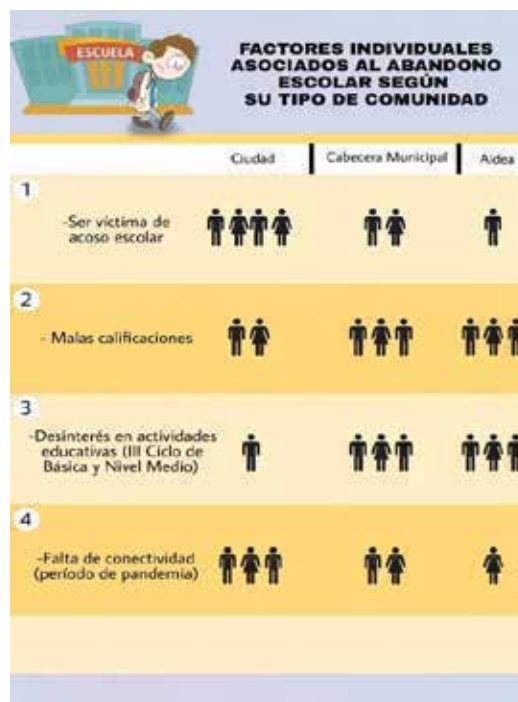 ESCUELA
FACTORES INDIVIDUALES
ASOCIADOS AL ABANDONO
ESCOLAR SEGÚN
SU TIPO DE COMUNIDAD
Ciudad Cabecera Municipal Aldea
1
-Ser víctima de
acoso escolar
2
- Malas calificaciones
3
-Desinterés en actividades
educativas (III Ciclo de
Básica y Nivel Medio)
4
-Falta de conectividad
(período de pandemia)